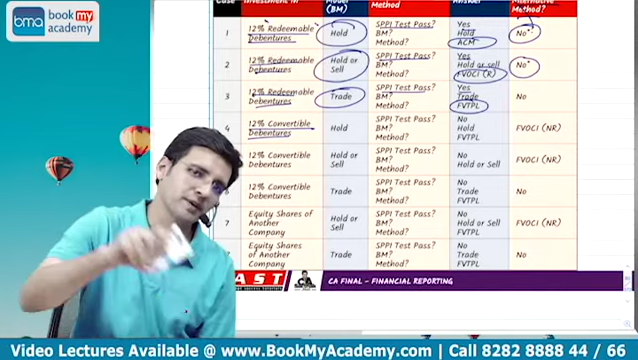 bma book my academy
Case Investment in Model (BM) Answer Alternative Method?
1 12% Redeemable Debentures Hold SPPI Test Pass? BM? Method? Yes Hold ACM No
2 12% Redeemable Debentures Hold or Sell SPPI Test Pass? BM? Method? Yes Hold or sell FVOCI (R) No
3 12% Redeemable Debentures Trade SPPI Test Pass? BM? Method? Yes Trade FVTPL No
4 12% Convertible Debentures Hold SPPI Test Pass? BM? Method? No Hold FVTPL FVOCI (NR)
12% Convertible Debentures Hold or Sell SPPI Test Pass? BM? Method? No Hold or Sell FVOCI (NR)
12% Convertible Debentures Trade SPPI Test Pass? BM? Method? No Trade FVTPL No
7 Equity Shares of Another Company Hold or Sell SPPI Test Pass? BM? Method? No Hold or Sell FVTPL FVOCI (NR)
Equity Shares of Another Company Trade SPPI Test Pass? BM? Method? No Trade FVTPL No
AST CA FINAL – FINANCIAL REPORTING
Video Lectures Available @ www.BookMyAcademy.com | Call 8282 8888 44 / 66